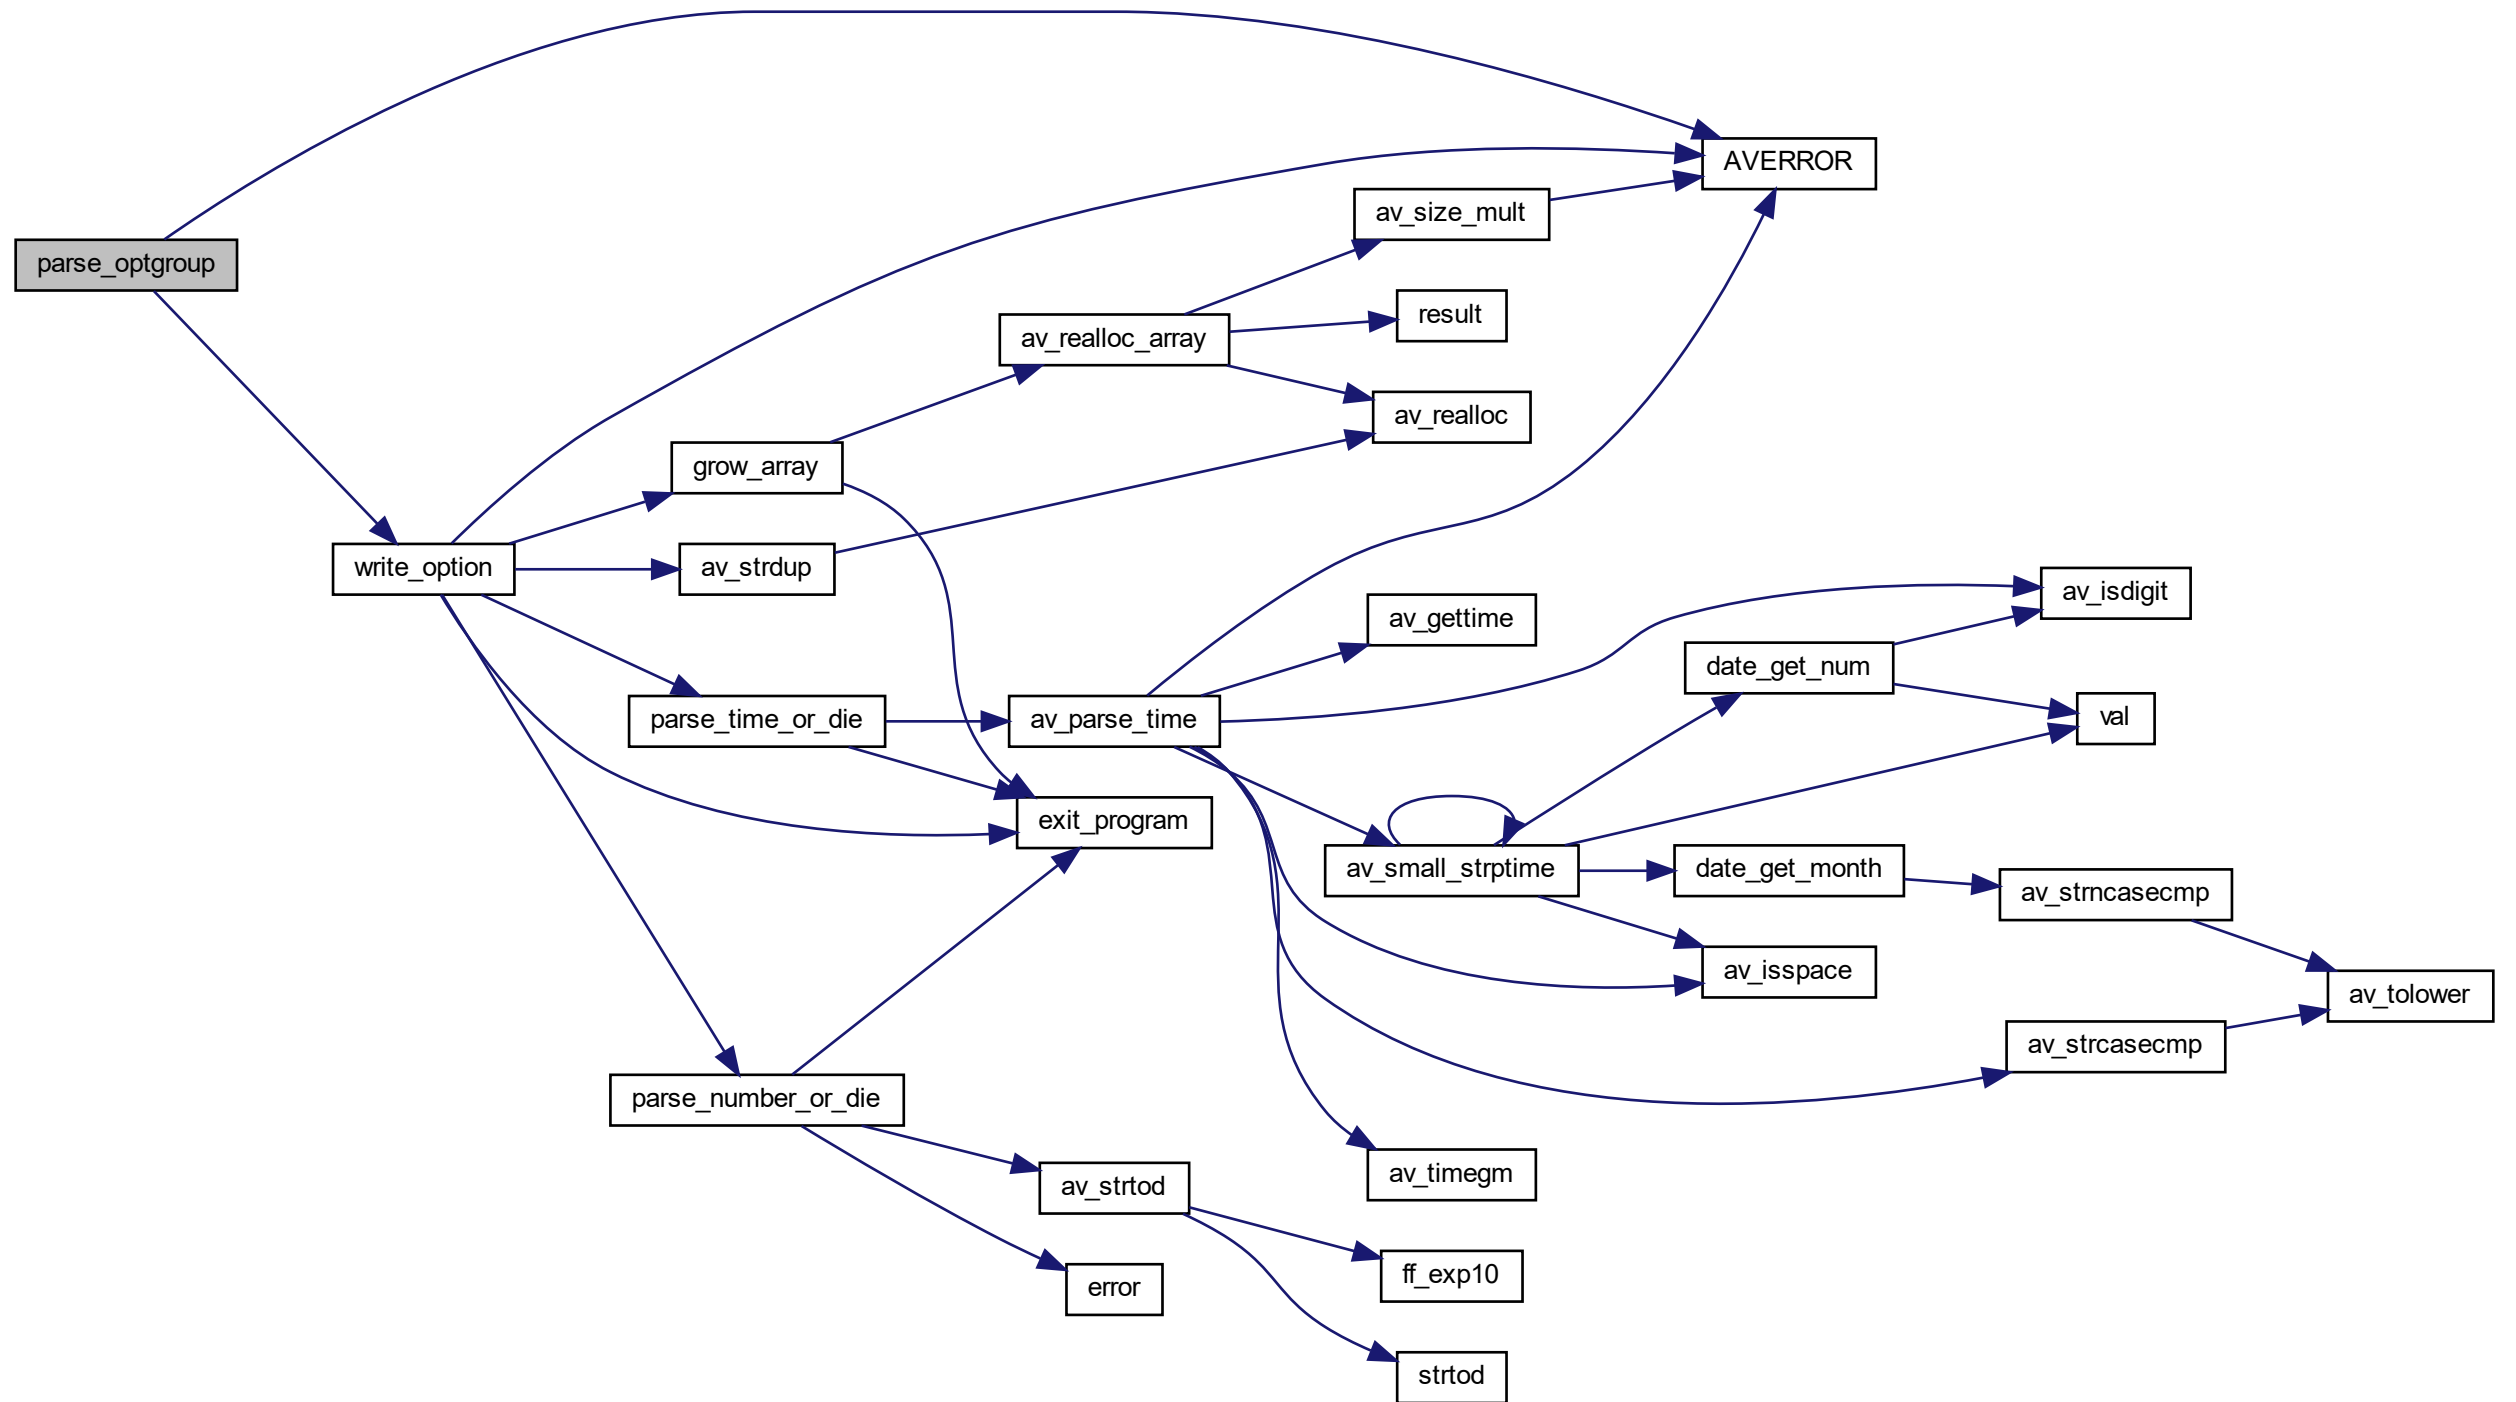 parse_optgroup
write_option
grow_array
av_strdup
parse_time_or_die
parse_number_or_die
av_realloc_array
av_parse_time
exit_program
av_strtod
error
av_size_mult
result
av_realloc
av_gettime
av_small_strptime
av_timegm
ff_exp10
strtod
AVERROR
date_get_num
date_get_month
av_isspace
av_isdigit
val
av_strncasecmp
av_strcasecmp
av_tolower